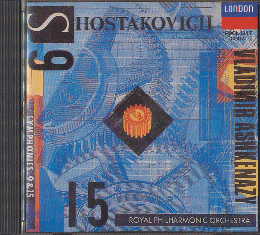 LONDON
SHOSTAKOVICH
9
15
SYMPHONIES 9 & 15
VLADIMIR ASHKENAZY
ROYAL PHILHARMONIC ORCHESTRA